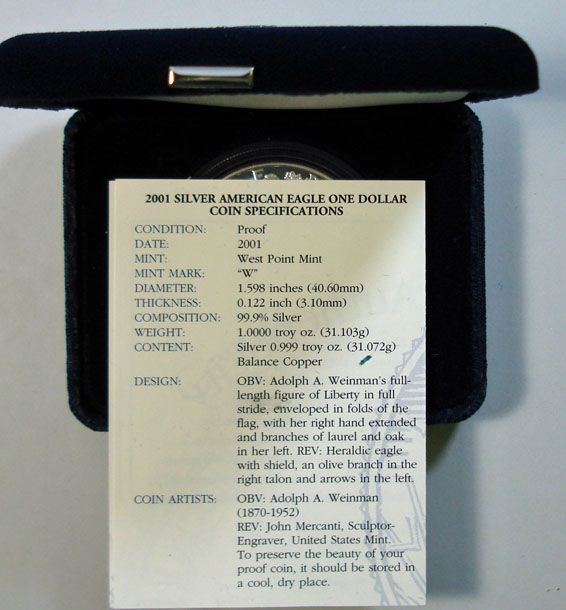 2001 SILVER AMERICAN EAGLE ONE DOLLAR
COIN SPECIFICATIONS
CONDITION: Proof
DATE: 2001
MINT: West Point Mint
MINT MARK: “W”
DIAMETER: 1.598 inches (40.60mm)
THICKNESS: 0.122 inch (3.10mm)
COMPOSITION: 99.9% Silver
WEIGHT: 1.0000 troy oz. (31.103g)
CONTENT: Silver 0.999 troy oz. (31.072g)
Balance Copper
DESIGN: OBV: Adolph A. Weinman's full-
length figure of Liberty in full
stride, enveloped in folds of the
flag, with her right hand extended
and branches of laurel and oak
in her left. REV: Heraldic eagle
with shield, an olive branch in the
right talon and arrows in the left.
COIN ARTISTS: OBV: Adolph A. Weinman
(1870-1952)
REV: John Mercanti, Sculptor-
Engraver, United States Mint.
To preserve the beauty of your
proof coin, it should be stored in
a cool, dry place.